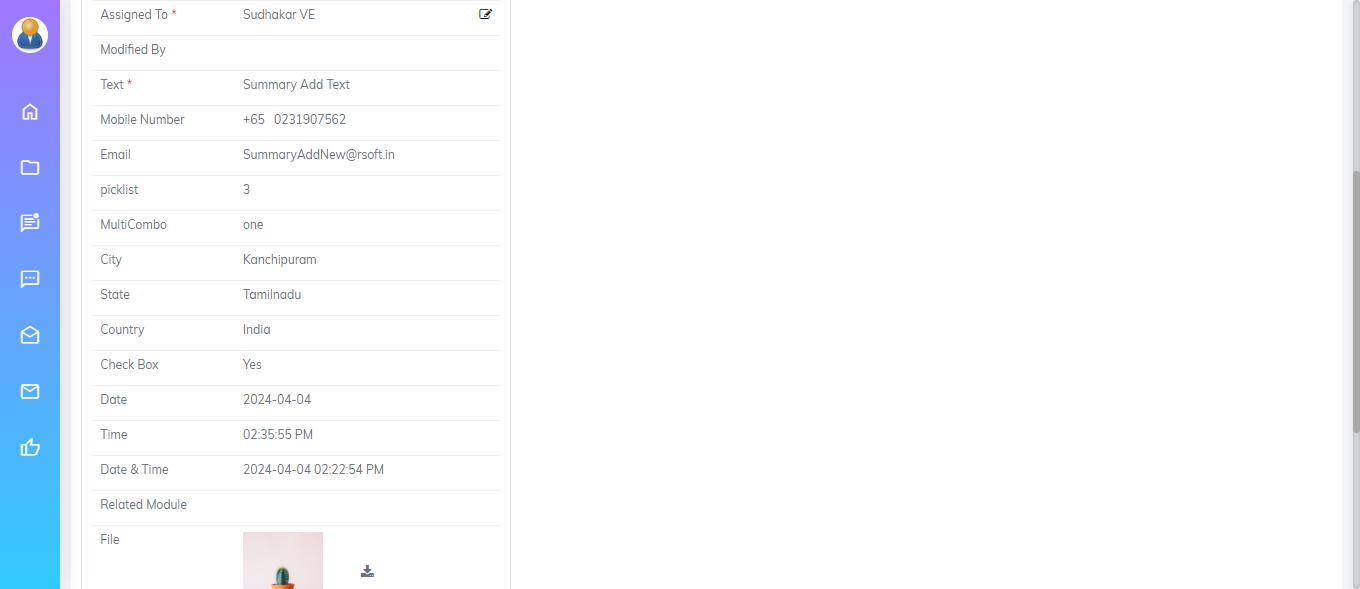 Assigned To * Sudhakar VE
Modified By
Text * Summary Add Text
Mobile Number +65 0231907562
Email SummaryAddNew@rsoft.in
picklist 3
MultiCombo one
City Kanchipuram
State Tamilnadu
Country India
Check Box Yes
Date 2024-04-04
Time 02:35:55 PM
Date & Time 2024-04-04 02:22:54 PM
Related Module
File